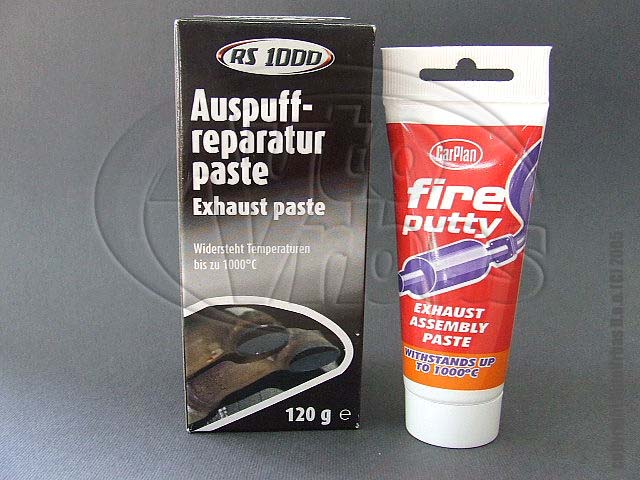 RS 1000
Auspuff-
reparatur
paste
Exhaust paste
Widersteht Temperaturen
bis zu 1000°C
120 g e
CarPlan
fire
putty
EXHAUST
ASSEMBLY
PASTE
WITHSTANDS UP
TO 1000°C